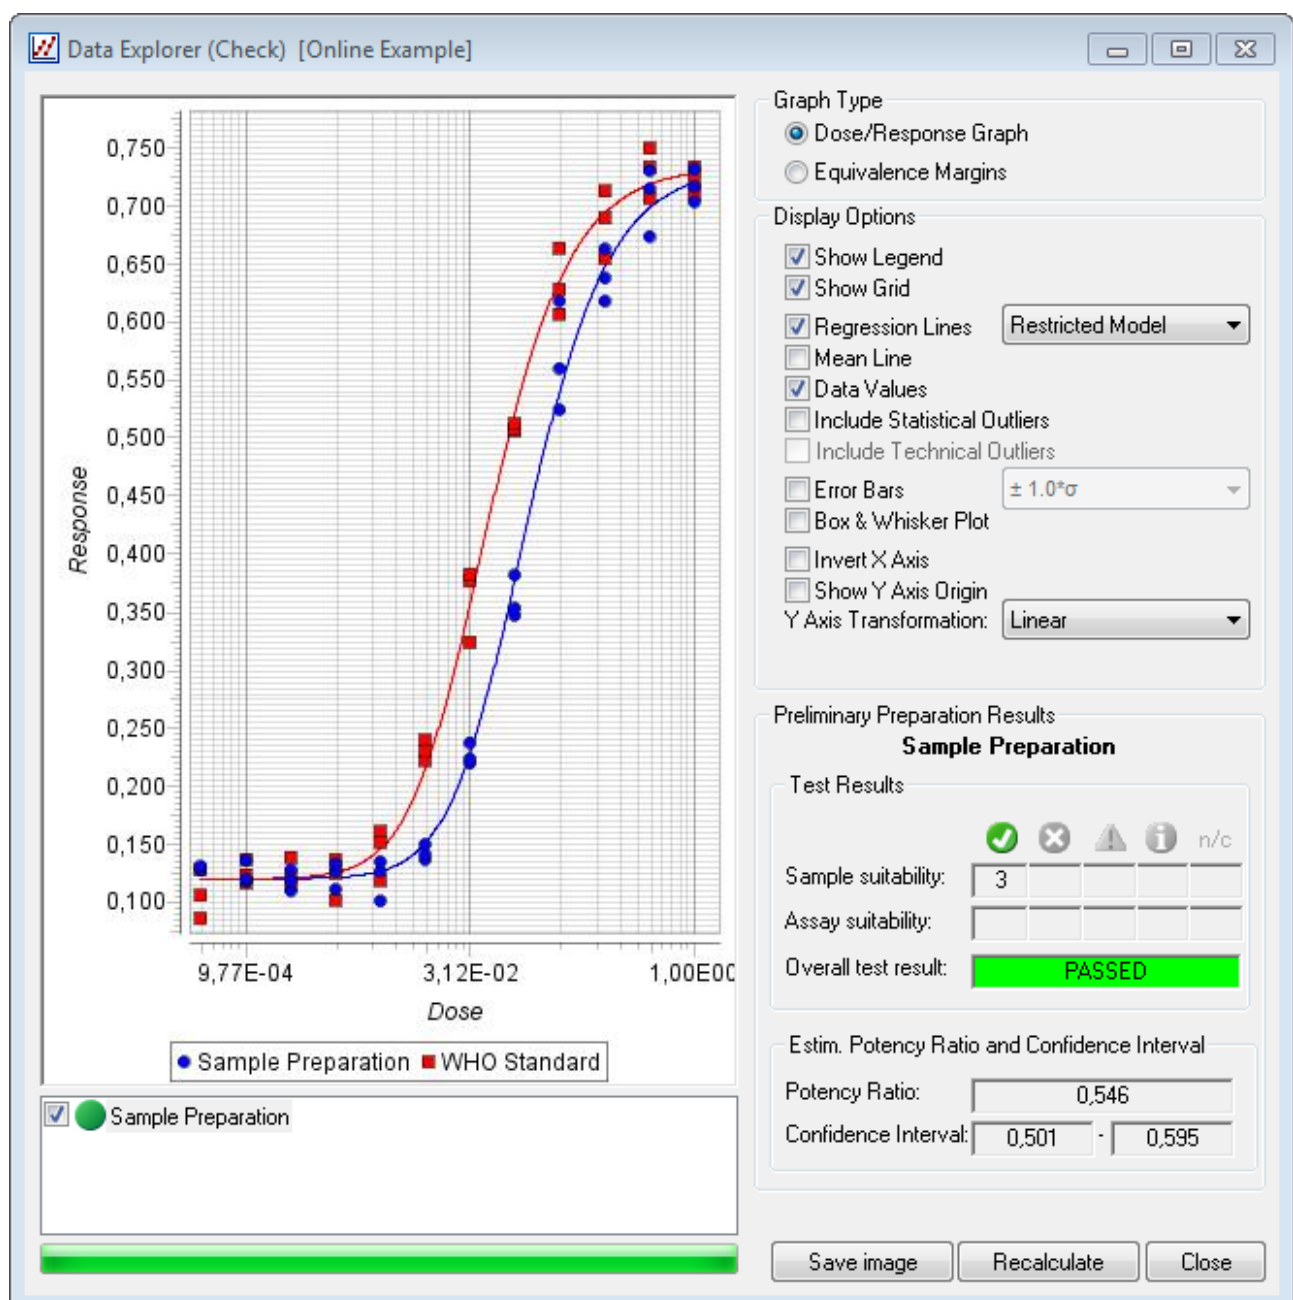 Data Explorer (Check)  [Online Example]
0,750
0,700
0,650
0,600
0,550
0,500
0,450
0,400
0,350
0,300
0,250
0,200
0,150
0,100
Response
9,77E-04
3,12E-02
1,00E00
Dose
Sample Preparation
WHO Standard
Sample Preparation
Graph Type
Dose/Response Graph
Equivalence Margins
Display Options
Show Legend
Show Grid
Regression Lines
Restricted Model
Mean Line
Data Values
Include Statistical Outliers
Include Technical Outliers
Error Bars
± 1.0*σ
Box & Whisker Plot
Invert X Axis
Show Y Axis Origin
Y Axis Transformation:
Linear
Preliminary Preparation Results
Sample Preparation
Test Results
n/c
Sample suitability:
3
Assay suitability:
Overall test result:
PASSED
Estim. Potency Ratio and Confidence Interval
Potency Ratio:
0,546
Confidence Interval:
0,501 - 0,595
Save image
Recalculate
Close